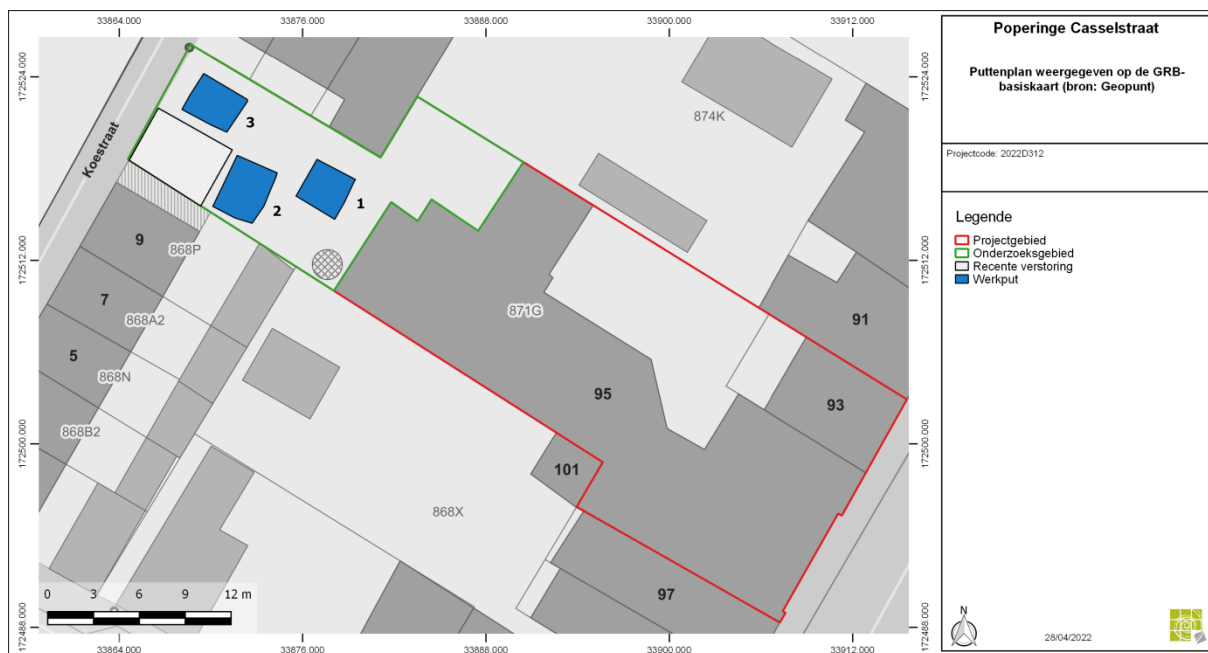 33864.000
33876.000
33888.000
33900.000
33912.000
172524.000
172524.000
Koestraat
3
2
1
874K
172512.000
172512.000
9
868P
7
868A2
5
868N
868B2
871G
91
95
93
172500.000
172500.000
101
868X
97
0 3 6 9 12 m
172488.000
172488.000
33864.000
33876.000
33888.000
33900.000
33912.000
Poperinge Casselstraat
Puttenplan weergegeven op de GRB-
basiskaart (bron: Geopunt)
Projectcode: 2022D312
Legende
Projectgebied
Onderzoeksgebied
Recente verstoring
Werkput
N
28/04/2022